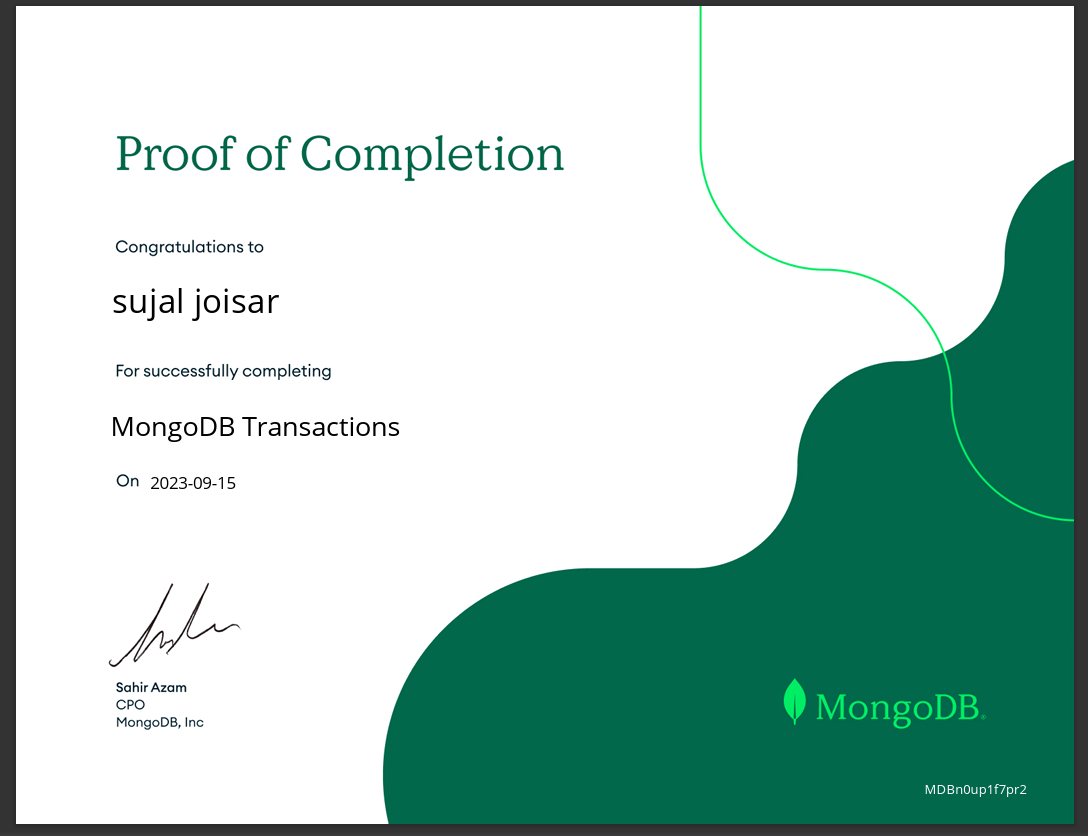 Proof of Completion
Congratulations to
sujal joisar
For successfully completing
MongoDB Transactions
On 2023-09-15
Sahir Azam
CPO
MongoDB, Inc
MongoDB®
MDBn0up1f7pr2